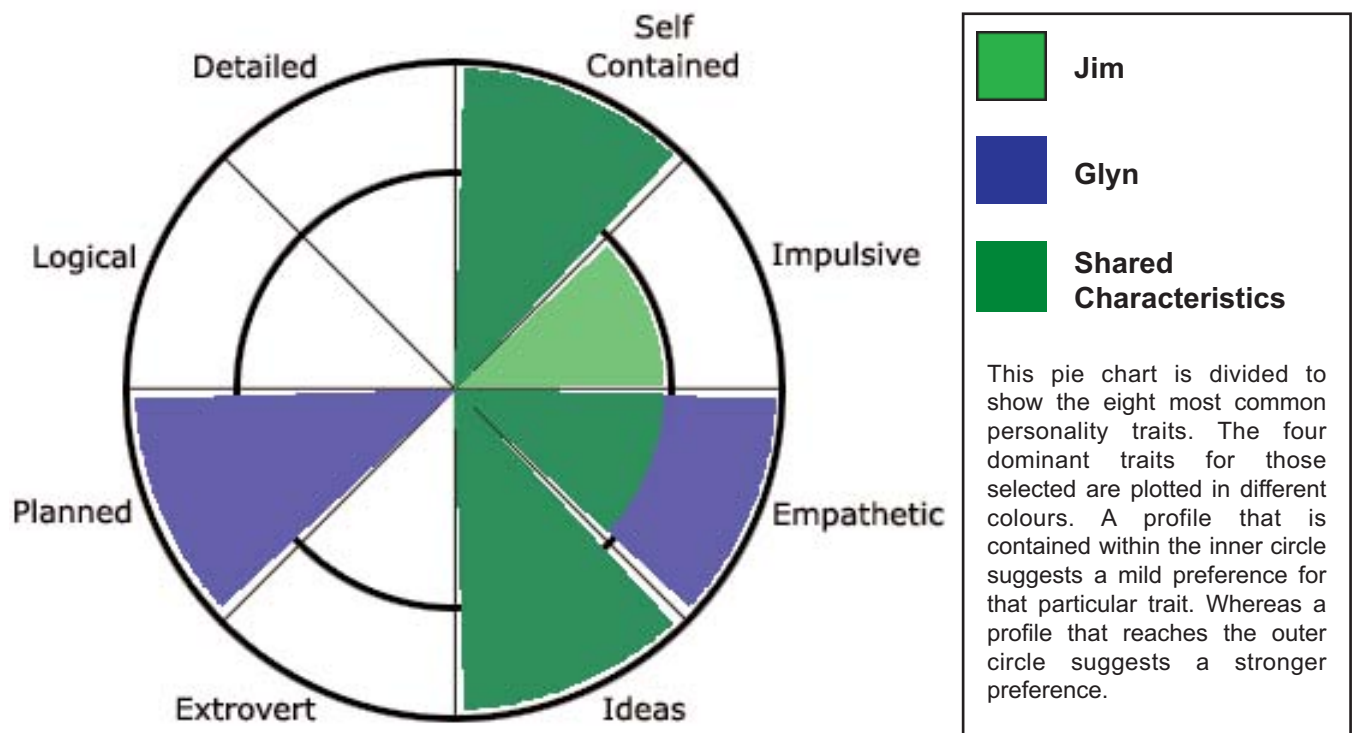 Self
Contained
Detailed
Logical
Impulsive
Planned
Empathetic
Extrovert
Ideas
Jim
Glyn
Shared
Characteristics
This pie chart is divided to
show the eight most common
personality traits. The four
dominant traits for those
selected are plotted in different
colours. A profile that is
contained within the inner circle
suggests a mild preference for
that particular trait. Whereas a
profile that reaches the outer
circle suggests a stronger
preference.